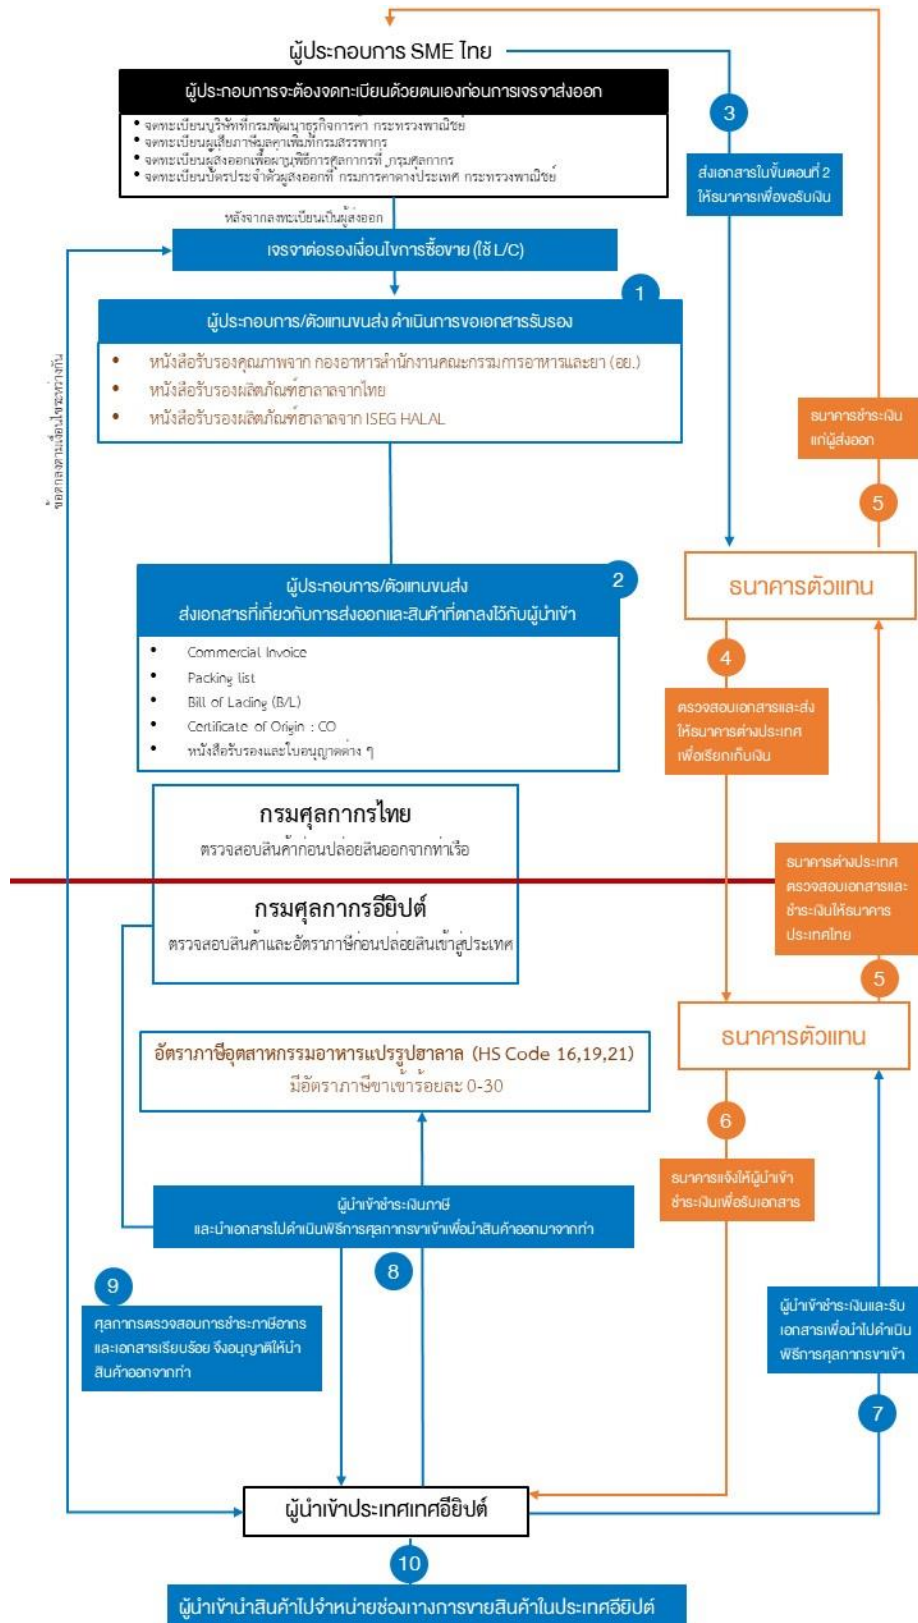 ผู้ประกอบการ SME ไทย
ผู้ประกอบการจะต้องจดทะเบียนด้วยตนเองก่อนการเจรจาส่งออก
• จดทะเบียนบริษัทที่กรมพัฒนาธุรกิจการค้า กระทรวงพาณิชย์
• จดทะเบียนผู้เสียภาษีมูลค่าเพิ่มที่กรมสรรพากร
• จดทะเบียนผู้ส่งออกเพื่อผ่านพิธีการศุลกากรที่ กรมศุลกากร
• จดทะเบียนบัตรประจำตัวผู้ส่งออกที่ กรมการค้าต่างประเทศ กระทรวงพาณิชย์
3
ส่งเอกสารในขั้นตอนที่ 2
ให้ธนาคารเพื่อขอรับเงิน
หลังจากลงทะเบียนเป็นผู้ส่งออก
เจรจาต่อรองเงื่อนไขการซื้อขาย (ใช้ L/C)
1
ผู้ประกอบการ/ตัวแทนขนส่ง ดำเนินการขอเอกสารรับรอง
• หนังสือรับรองคุณภาพจาก กองอาหารสำนักงานคณะกรรมการอาหารและยา (อย.)
• หนังสือรับรองผลิตภัณฑ์ฮาลาลจากไทย
• หนังสือรับรองผลิตภัณฑ์ฮาลาลจาก ISEG HALAL
ข้อตกลงตามเงื่อนไขระหว่างกัน
ธนาคารชำระเงิน
แก่ผู้ส่งออก
5
ธนาคารตัวแทน
2
ผู้ประกอบการ/ตัวแทนขนส่ง
ส่งเอกสารที่เกี่ยวกับการส่งออกและสินค้าที่ตกลงไว้กับผู้นำเข้า
• Commercial Invoice
• Packing list
• Bill of Lading (B/L)
• Certificate of Origin : CO
• หนังสือรับรองและใบอนุญาตต่าง ๆ
4
ตรวจสอบเอกสารและส่ง
ให้ธนาคารต่างประเทศ
เพื่อเรียกเก็บเงิน
กรมศุลกากรไทย
ตรวจสอบสินค้าก่อนปล่อยสินออกจากท่าเรือ
กรมศุลกากรอียิปต์
ตรวจสอบสินค้าและอัตราภาษีก่อนปล่อยสินเข้าสู่ประเทศ
ธนาคารต่างประเทศ
ตรวจสอบเอกสารและ
ชำระเงินให้ธนาคาร
ประเทศไทย
5
ธนาคารตัวแทน
อัตราภาษีอุตสาหกรรมอาหารแปรรูปฮาลาล (HS Code 16,19,21)
มีอัตราภาษีขาเข้าร้อยละ 0-30
6
ธนาคารแจ้งให้ผู้นำเข้า
ชำระเงินเพื่อรับเอกสาร
ผู้นำเข้าชำระเงินภาษี
และนำเอกสารไปดำเนินพิธีการศุลกากรขาเข้าเพื่อนำสินค้าออกมาจากท่า
8
9
ศุลกากรตรวจสอบการชำระภาษีอากร
และเอกสารเรียบร้อย จึงอนุญาติให้นำ
สินค้าออกจากท่า
ผู้นำเข้าชำระเงินและรับ
เอกสารเพื่อนำไปดำเนิน
พิธีการศุลกากรขาเข้า
7
ผู้นำเข้าประเทศเทศอียิปต์
10
ผู้นำเข้านำสินค้าไปจำหน่ายช่องทางการขายสินค้าในประเทศอียิปต์